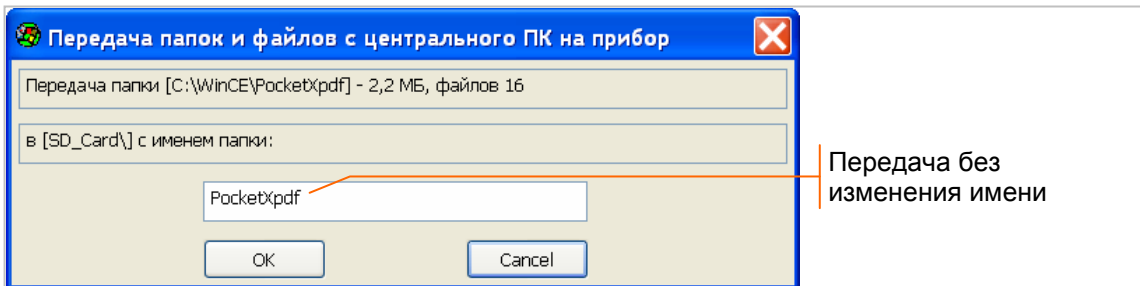 Передача папок и файлов с центрального ПК на прибор
Передача папки [C:\WinCE\PocketXpdf] - 2,2 МБ, файлов 16
в [SD_Card\] с именем папки:
PocketXpdf
Передача без
изменения имени
OK
Cancel